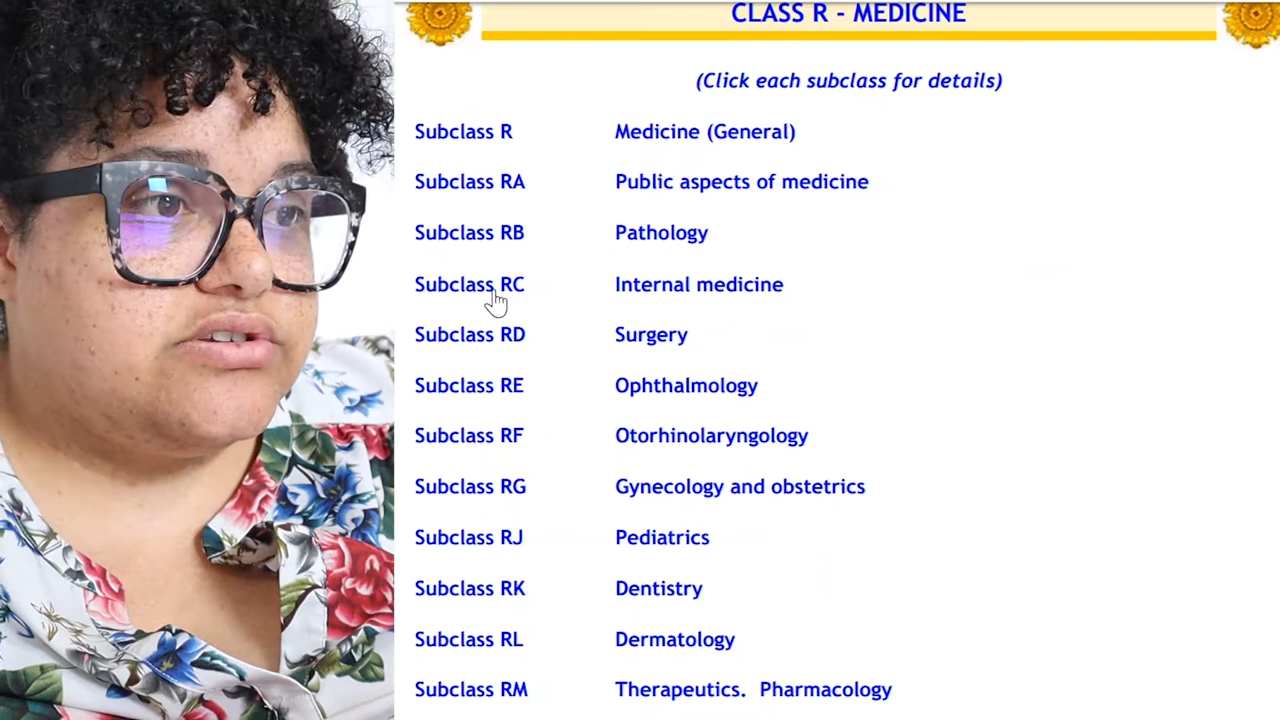 CLASS R - MEDICINE
(Click each subclass for details)
Subclass R Medicine (General)
Subclass RA Public aspects of medicine
Subclass RB Pathology
Subclass RC Internal medicine
Subclass RD Surgery
Subclass RE Ophthalmology
Subclass RF Otorhinolaryngology
Subclass RG Gynecology and obstetrics
Subclass RJ Pediatrics
Subclass RK Dentistry
Subclass RL Dermatology
Subclass RM Therapeutics. Pharmacology